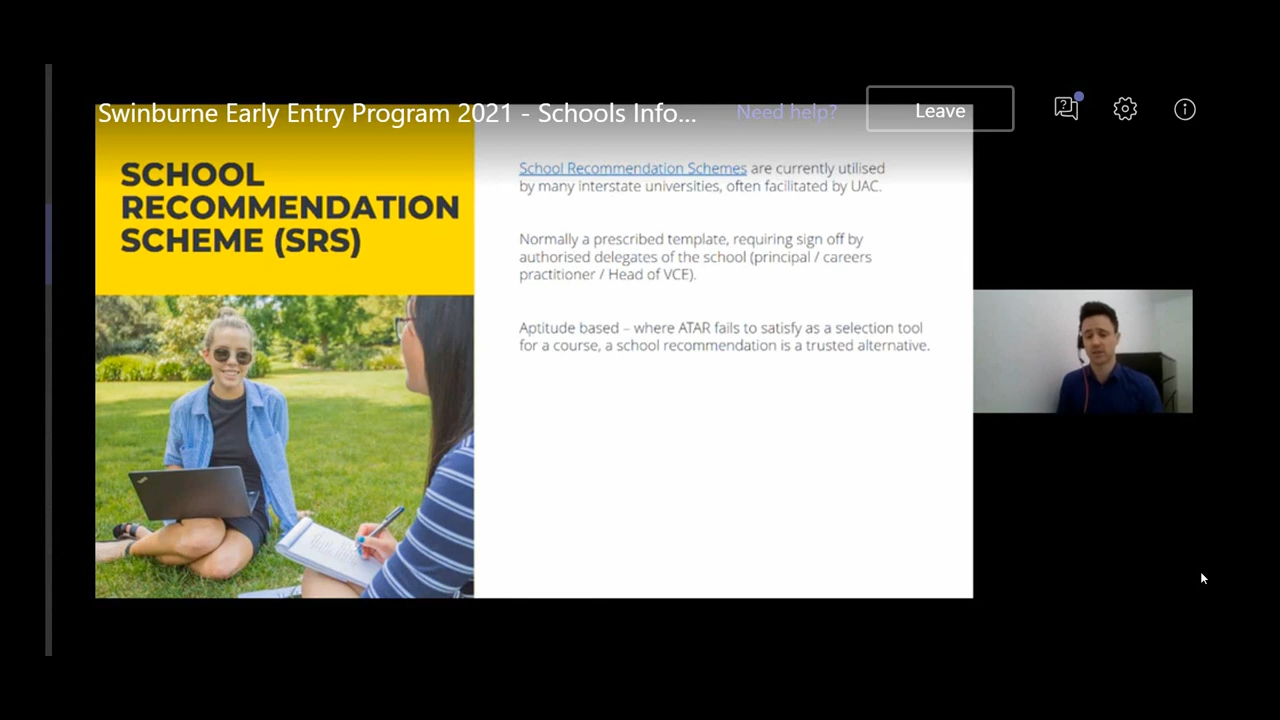 Swinburne Early Entry Program 2021 - Schools Info...
Need help?
Leave
SCHOOL
RECOMMENDATION
SCHEME (SRS)
School Recommendation Schemes are currently utilised
by many interstate universities, often facilitated by UAC.
Normally a prescribed template, requiring sign off by
authorised delegates of the school (principal / careers
practitioner / Head of VCE).
Aptitude based – where ATAR fails to satisfy as a selection tool
for a course, a school recommendation is a trusted alternative.